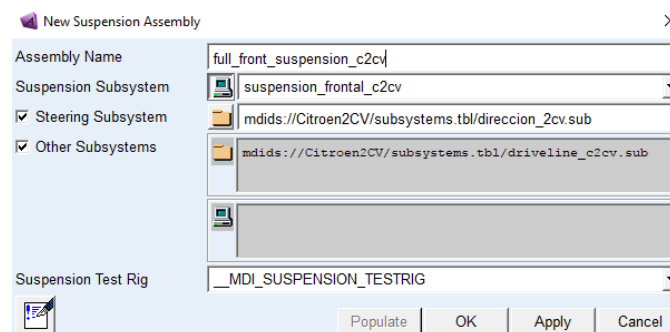 New Suspension Assembly
Assembly Name full_front_suspension_c2cv
Suspension Subsystem suspension_frontal_c2cv
Steering Subsystem mdids://Citroen2CV/subsystems.tbl/direccion_2cv.sub
Other Subsystems mdids://Citroen2CV/subsystems.tbl/driveline_c2cv.sub
Suspension Test Rig __MDI_SUSPENSION_TESTRIG
Populate OK Apply Cancel